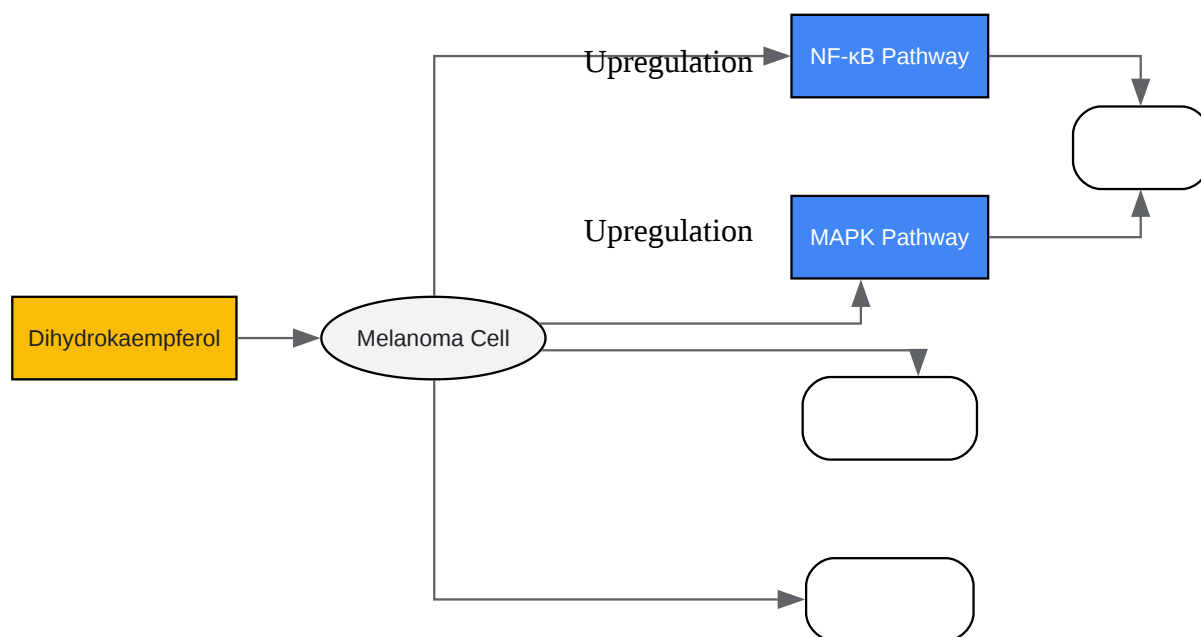 Upregulation
NF-κB Pathway
Upregulation
MAPK Pathway
Dihydrokaempferol
Melanoma Cell